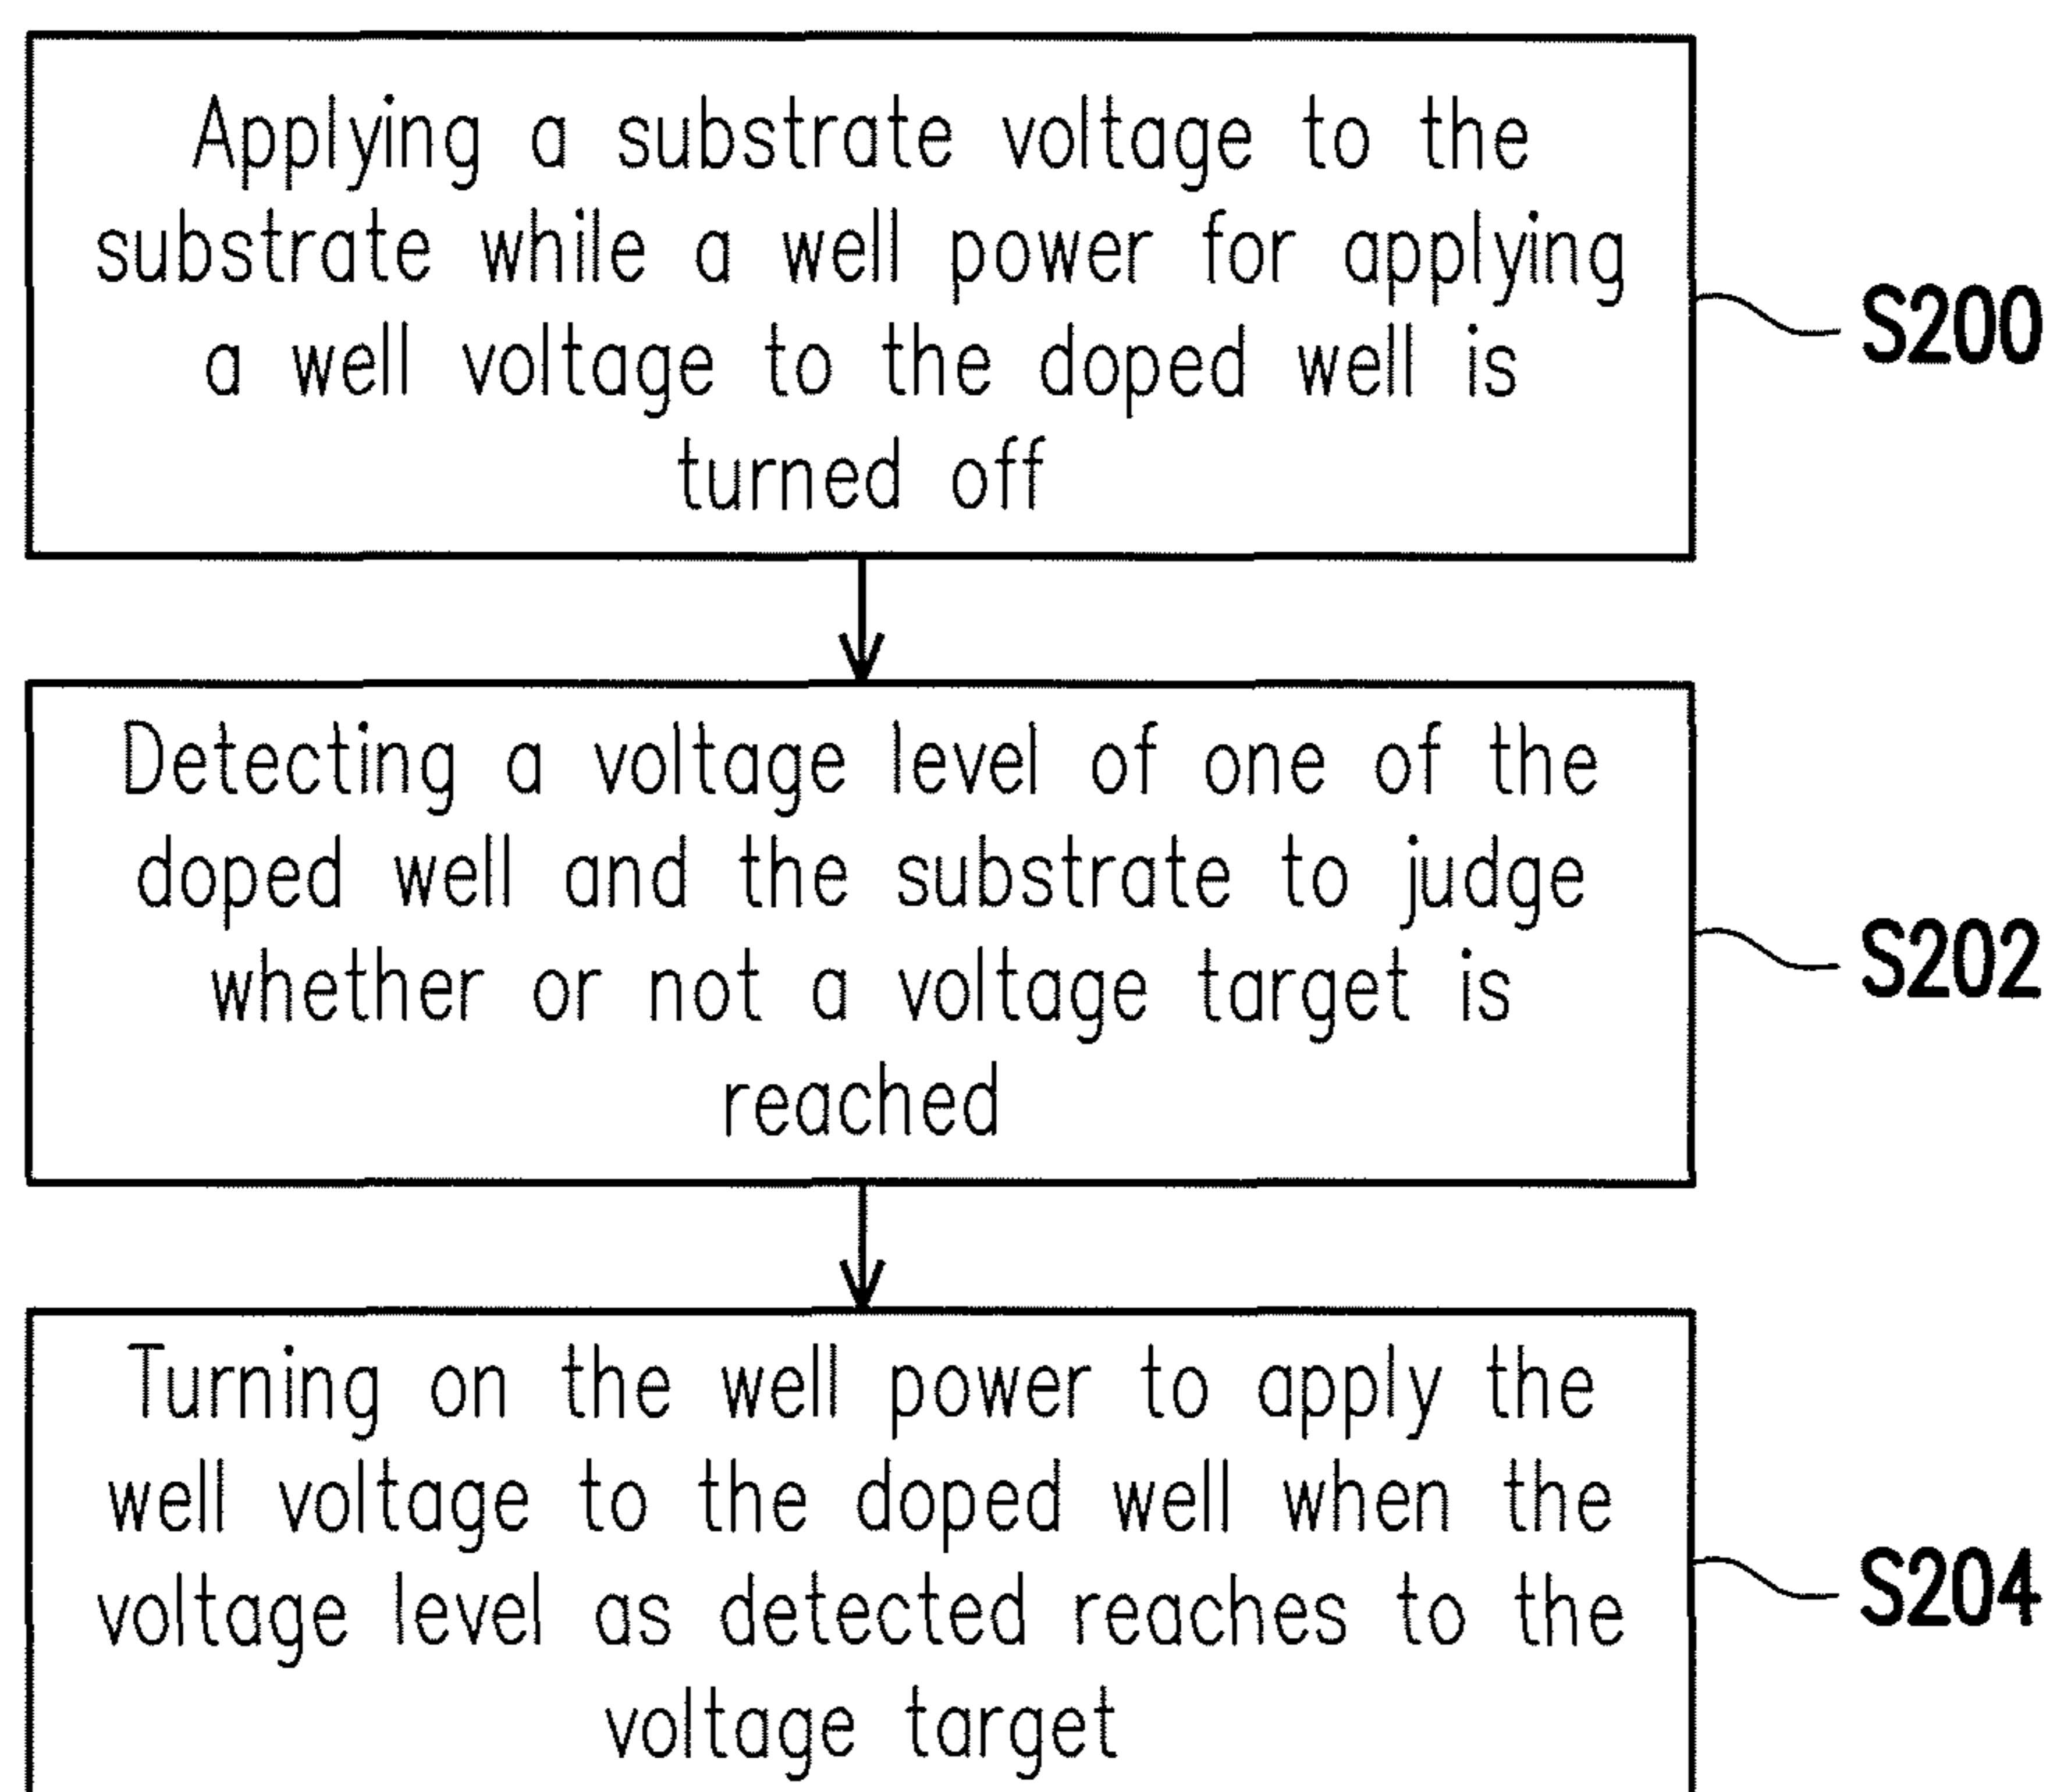 Applying a substrate voltage to the
substrate while a well power for applying
a well voltage to the doped well is
turned off
S200
Detecting a voltage level of one of the
doped well and the substrate to judge
whether or not a voltage target is
reached
S202
Turning on the well power to apply the
well voltage to the doped well when the
voltage level as detected reaches to the
voltage target
S204